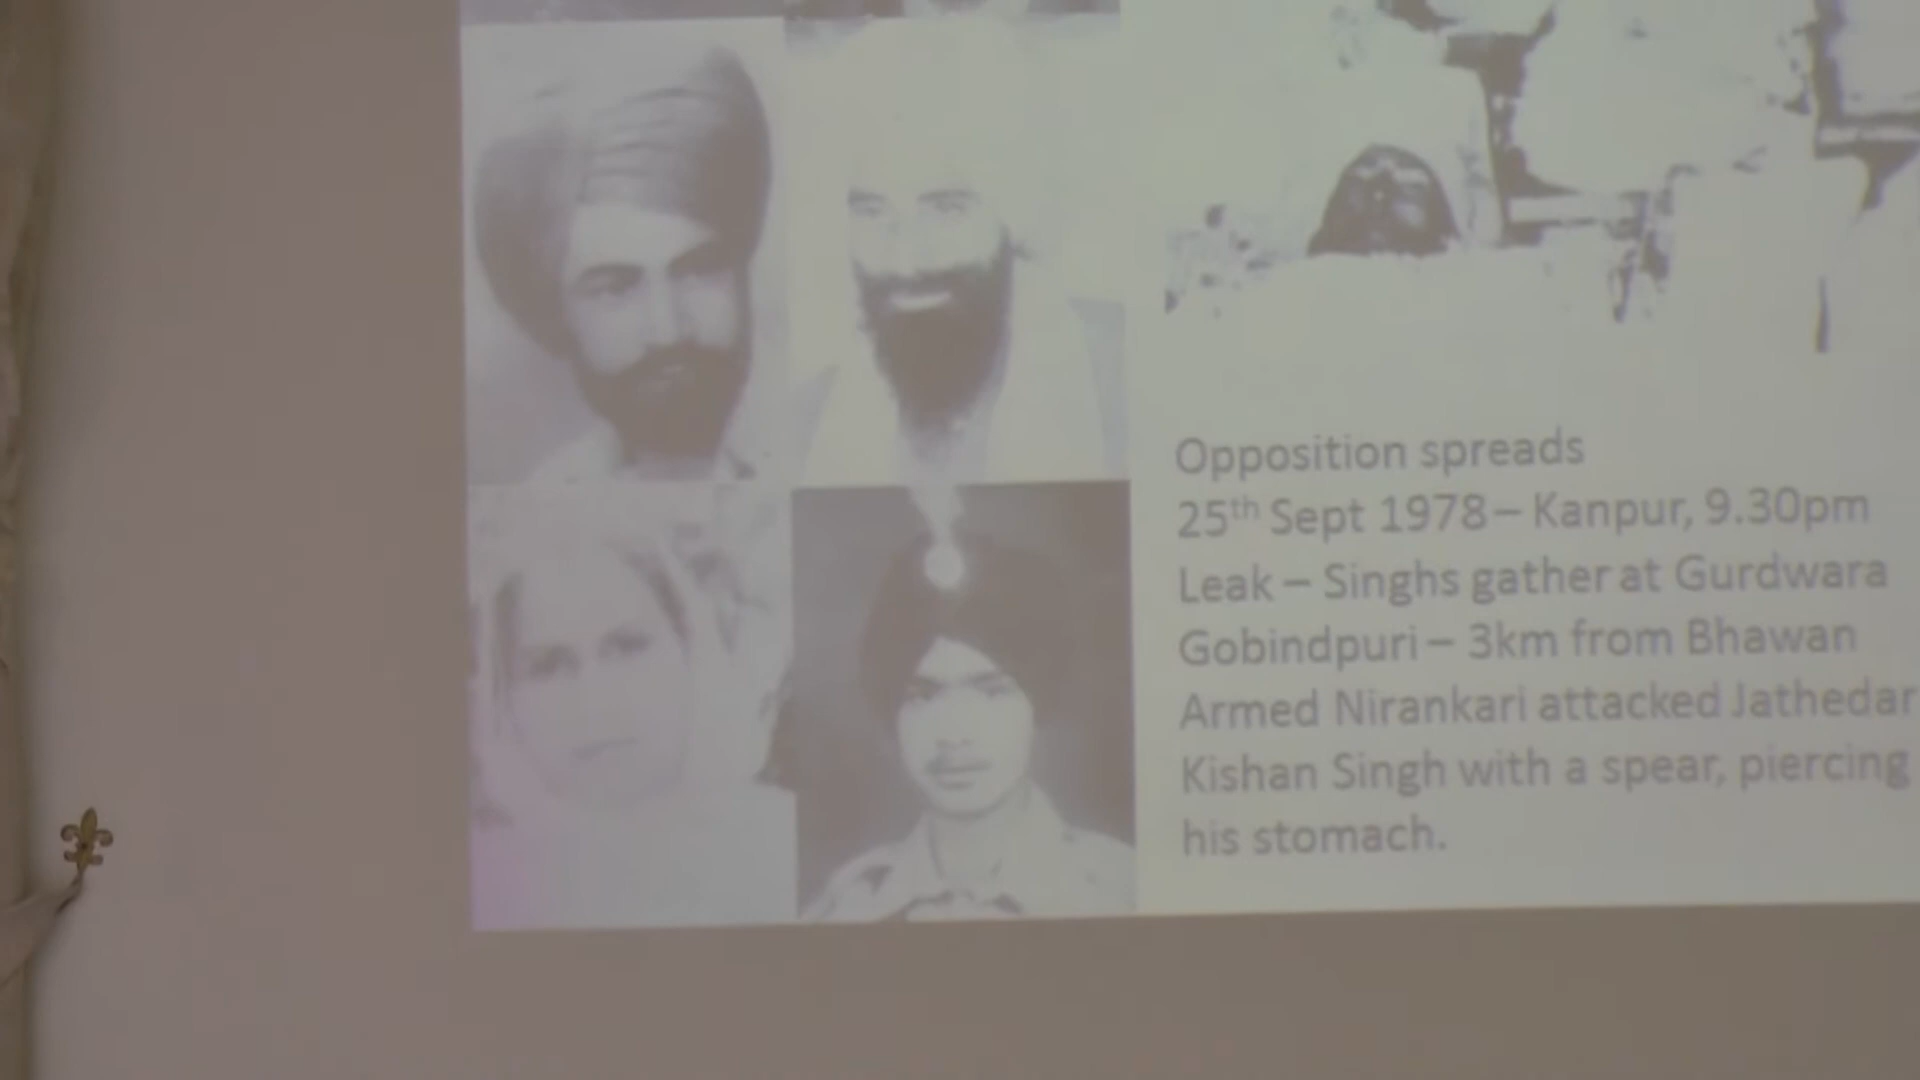 Opposition spreads
25th Sept 1978 – Kanpur, 9.30pm
Leak – Singhs gather at Gurdwara
Gobindpuri – 3km from Bhawan
Armed Nirankari attacked Jathedar
Kishan Singh with a spear, piercing
his stomach.